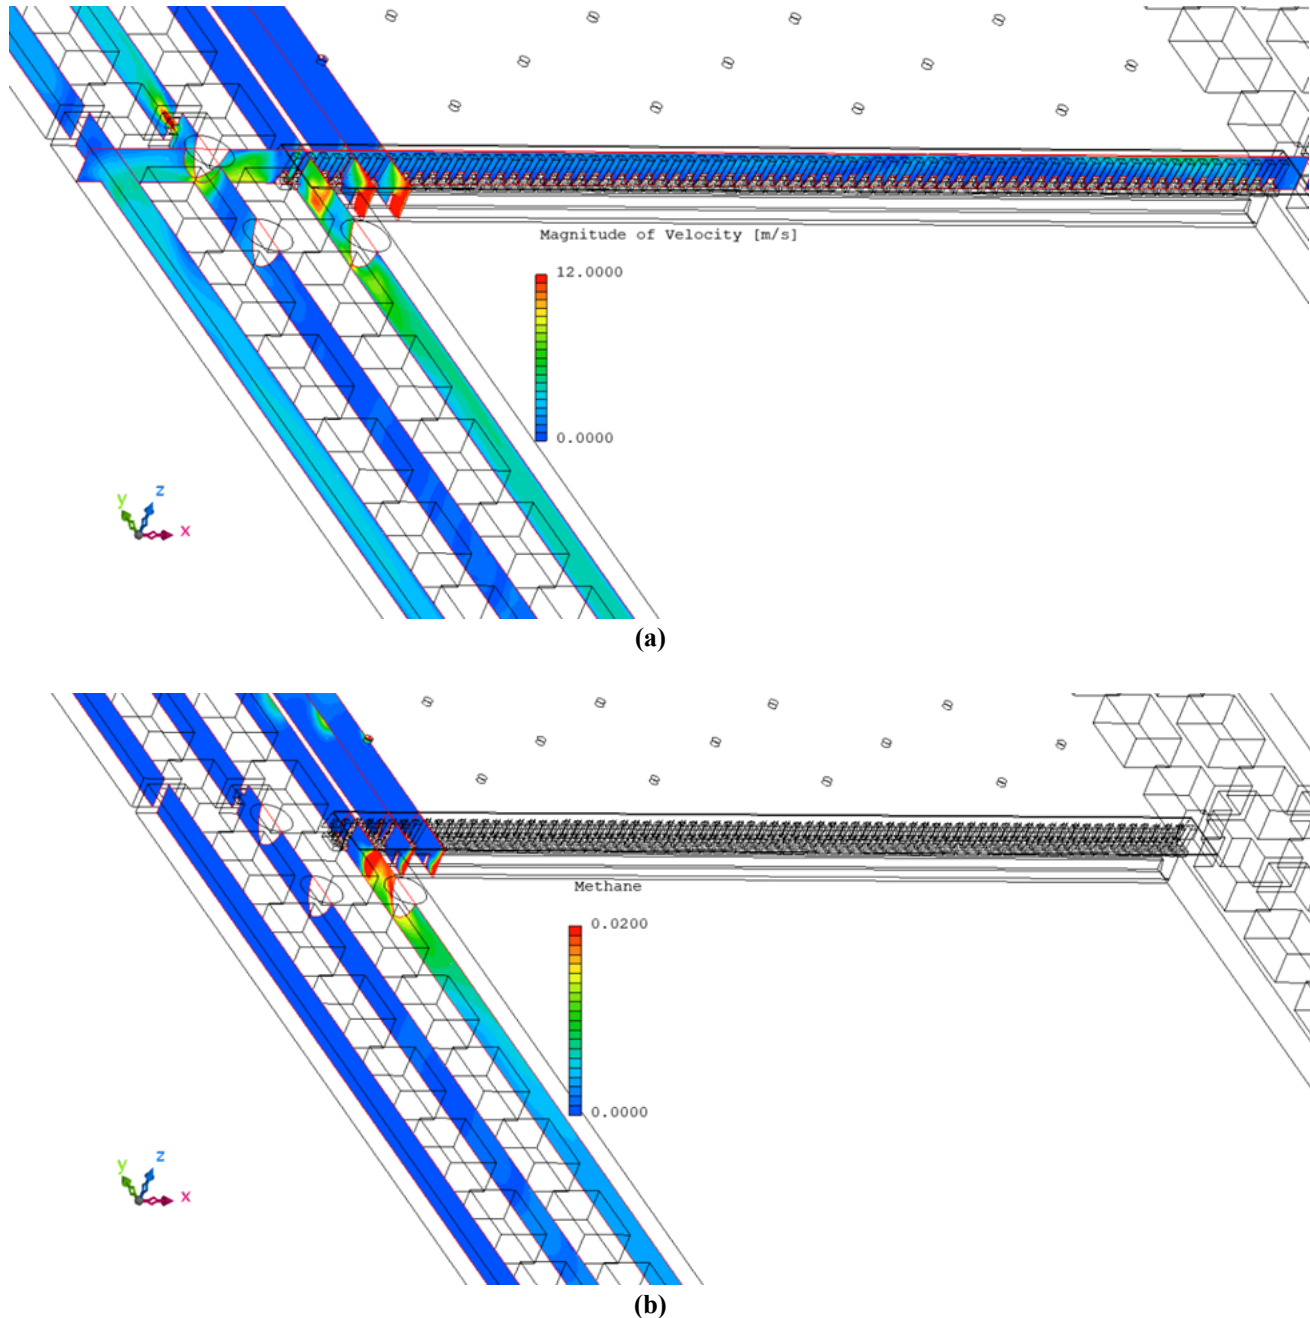 Magnitude of Velocity [m/s]
12.0000
0.0000
y
z
x
(a)
Methane
0.0200
0.0000
y
z
x
(b)